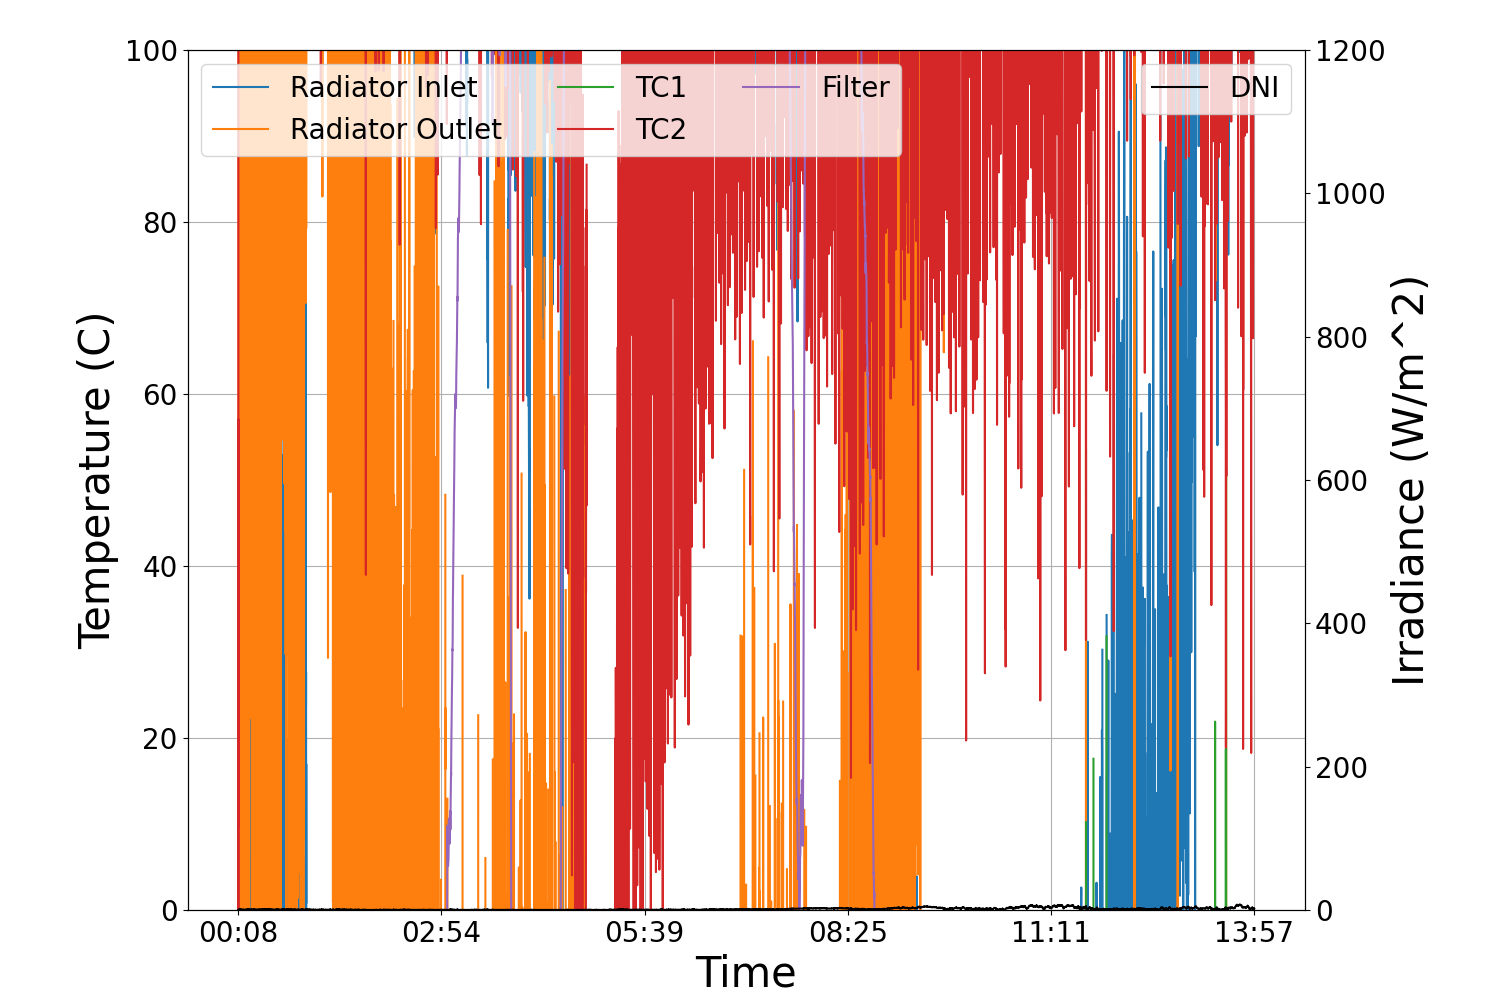 100
80
60
40
20
0
Temperature (C)
Radiator Inlet
Radiator Outlet
TC1
TC2
Filter
DNI
1200
1000
800
600
400
200
0
Irradiance (W/m^2)
00:08
02:54
05:39
08:25
11:11
13:57
Time